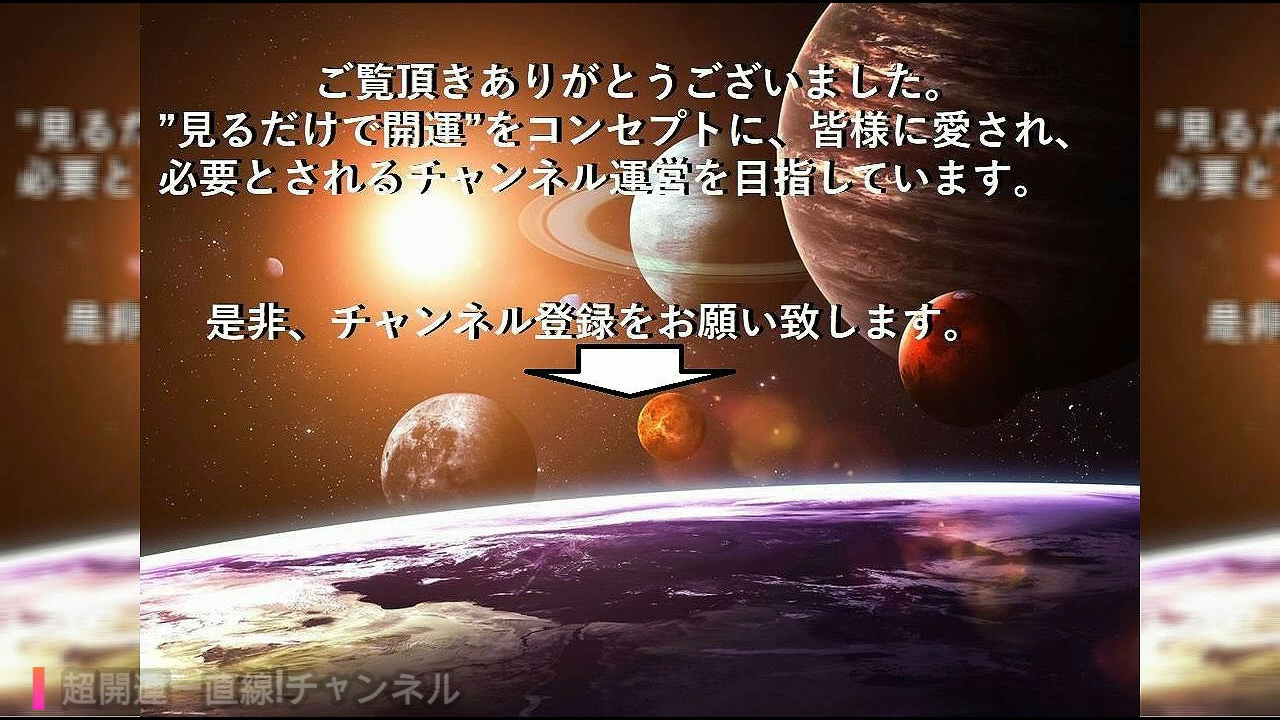 ご覧頂きありがとうございました。
”見るだけで開運”をコンセプトに、皆様に愛され、
必要とされるチャンネル運営を目指しています。
是非、チャンネル登録をお願い致します。
超開運一直線!チャンネル